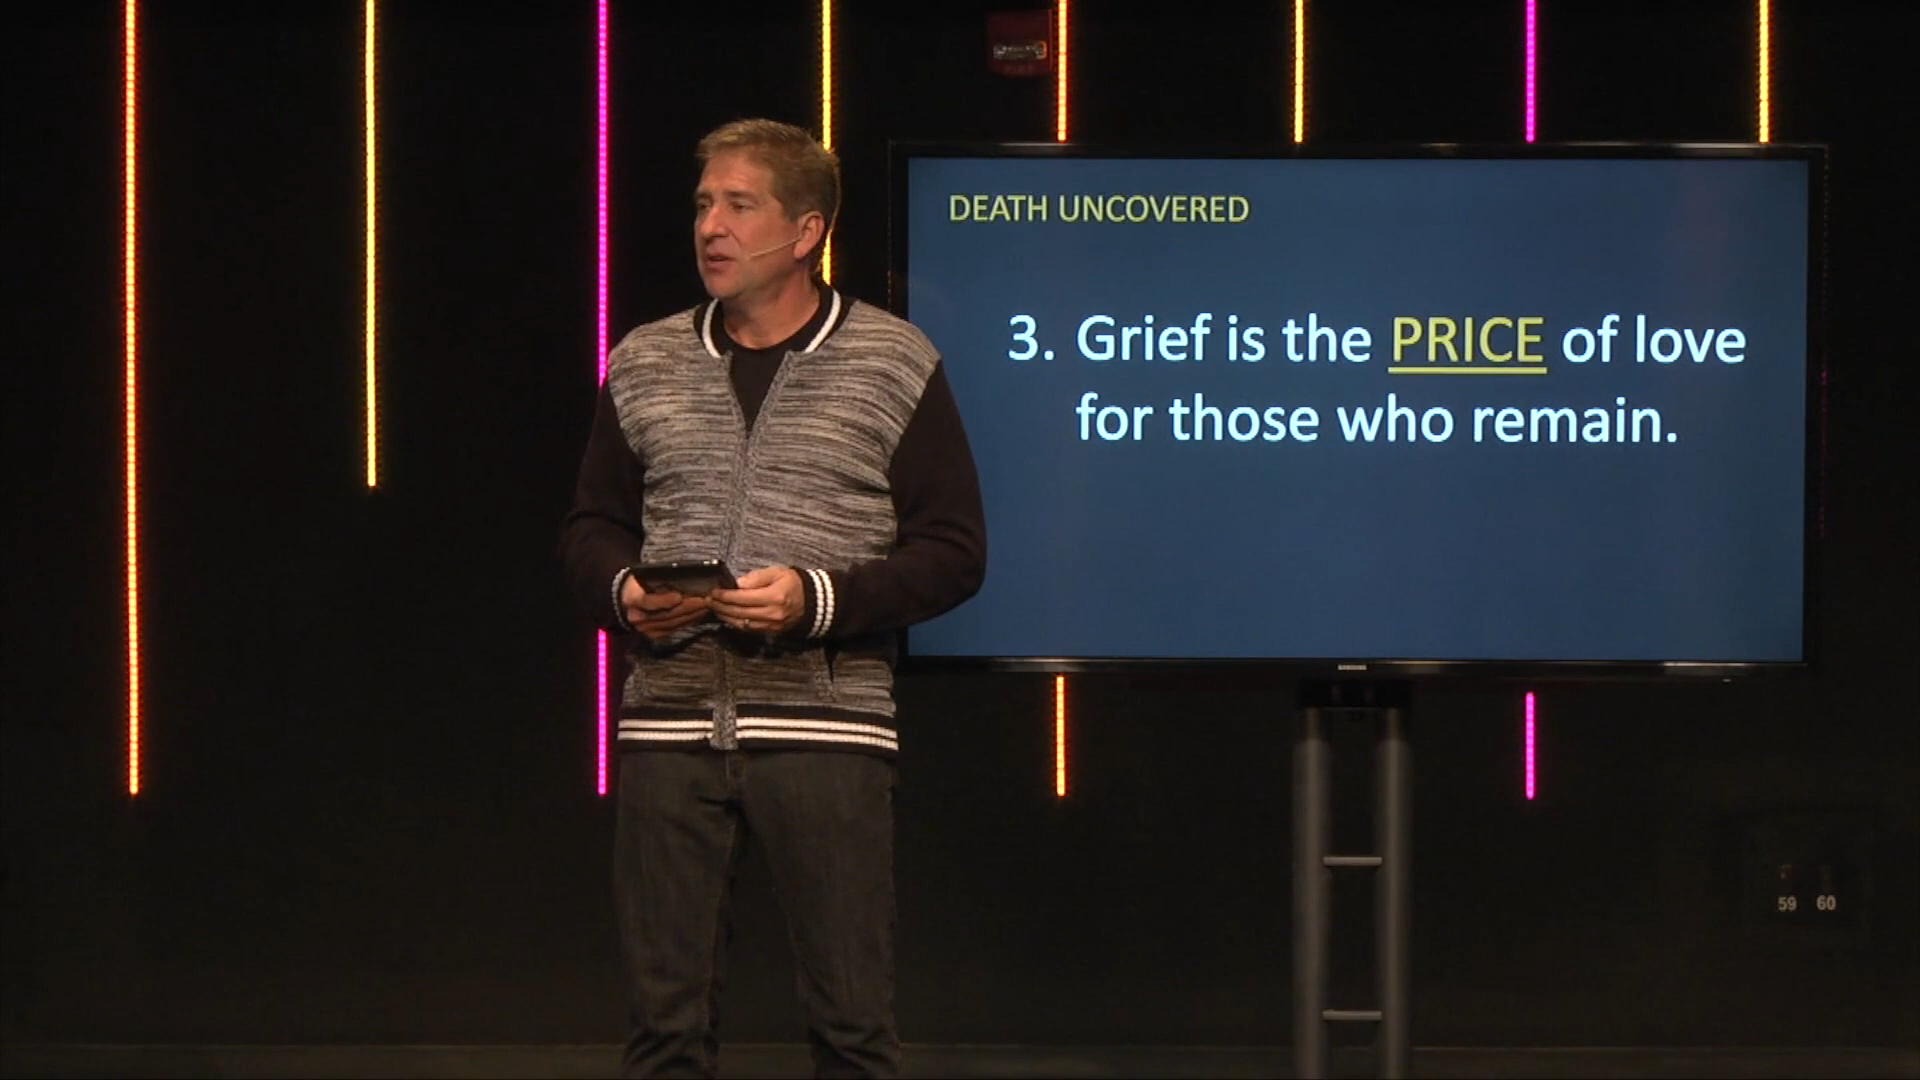 DEATH UNCOVERED
3. Grief is the PRICE of love
for those who remain.
59 60